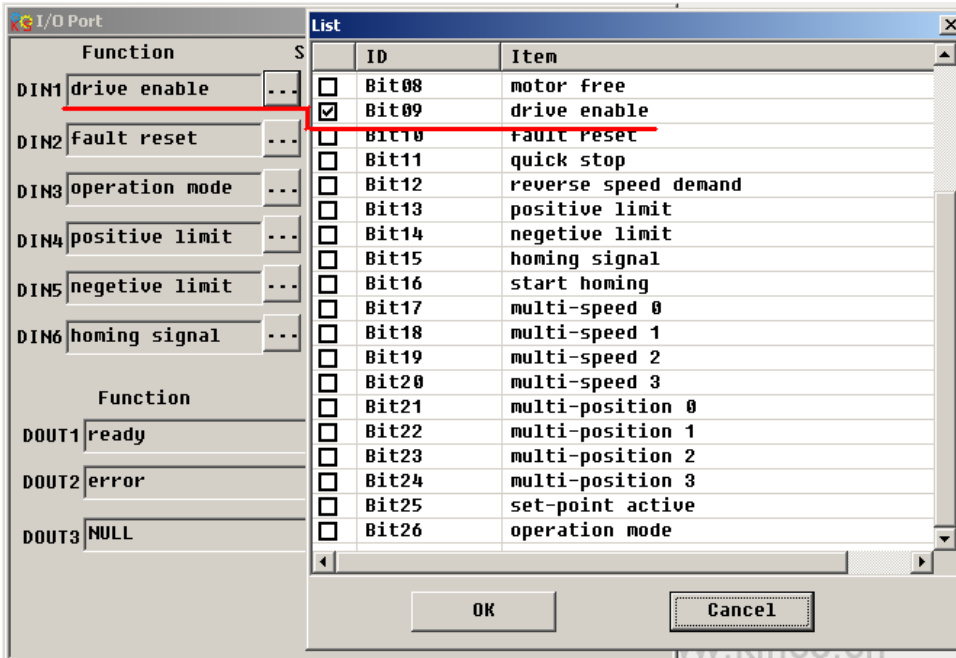 I/O Port
Function S
DIN1 drive enable ...
DIN2 fault reset ...
DIN3 operation mode ...
DIN4 positive limit ...
DIN5 negetive limit ...
DIN6 homing signal ...
Function
DOUT1 ready
DOUT2 error
DOUT3 NULL
List
ID Item
Bit08 motor free
Bit09 drive enable
Bit10 fault reset
Bit11 quick stop
Bit12 reverse speed demand
Bit13 positive limit
Bit14 negetive limit
Bit15 homing signal
Bit16 start homing
Bit17 multi-speed 0
Bit18 multi-speed 1
Bit19 multi-speed 2
Bit20 multi-speed 3
Bit21 multi-position 0
Bit22 multi-position 1
Bit23 multi-position 2
Bit24 multi-position 3
Bit25 set-point active
Bit26 operation mode
OK Cancel